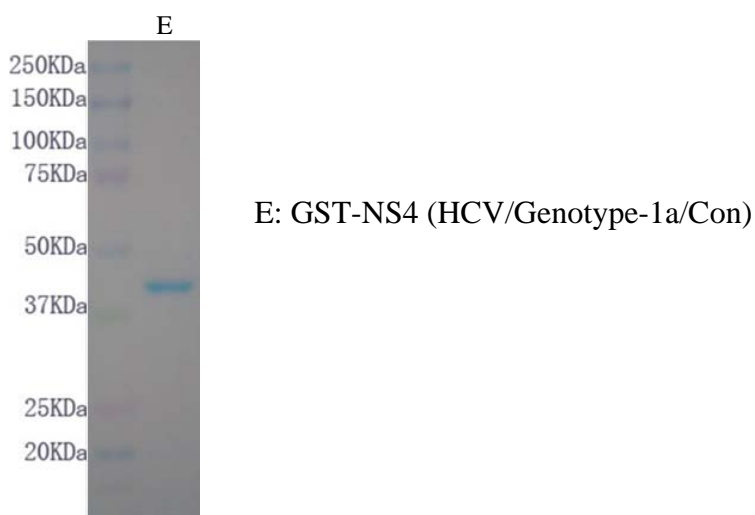 E
250KDa
150KDa
100KDa
75KDa
E: GST-NS4 (HCV/Genotype-1a/Con)
50KDa
37KDa
25KDa
20KDa